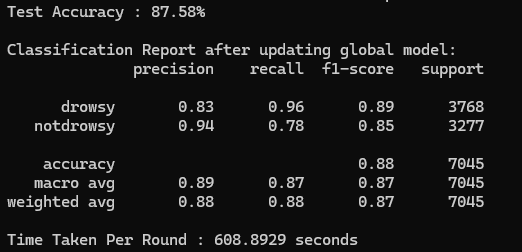 Test Accuracy : 87.58%
Classification Report after updating global model:
precision recall f1-score support
drowsy 0.83 0.96 0.89 3768
notdrowsy 0.94 0.78 0.85 3277
accuracy 0.88 7045
macro avg 0.89 0.87 0.87 7045
weighted avg 0.88 0.88 0.87 7045
Time Taken Per Round : 608.8929 seconds